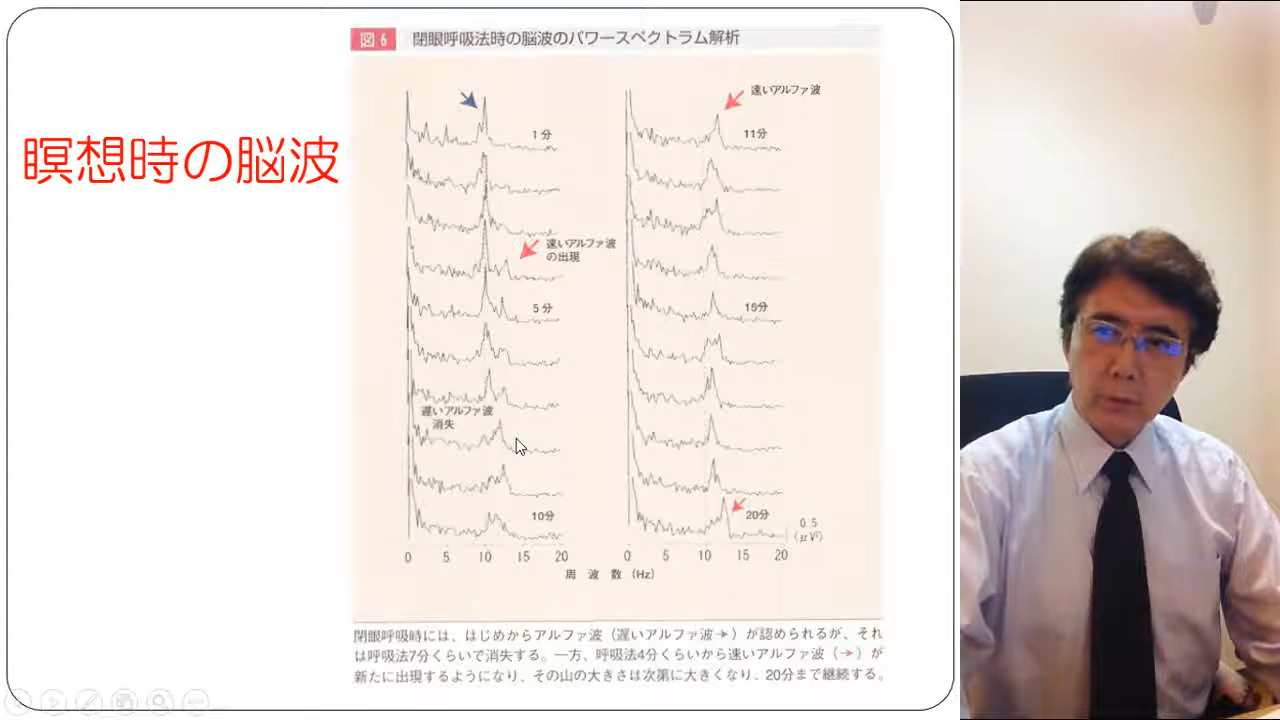 瞑想時の脳波
図6 閉眼呼吸法時の脳波のパワースペクトラム解析
速いアルファ波
1分
11分
速いアルファ波
の出現
5分
15分
遅いアルファ波
消失
10分
20分
0.5
(μV²)
0 5 10 15 20
0 5 10 15 20
周波数(Hz)
閉眼呼吸時には、はじめからアルファ波(遅いアルファ波➔)が認められるが、それ
は呼吸法7分くらいで消失する。一方、呼吸法4分くらいから速いアルファ波(➔)が
新たに出現するようになり、その山の大きさは次第に大きくなり、20分まで継続する。